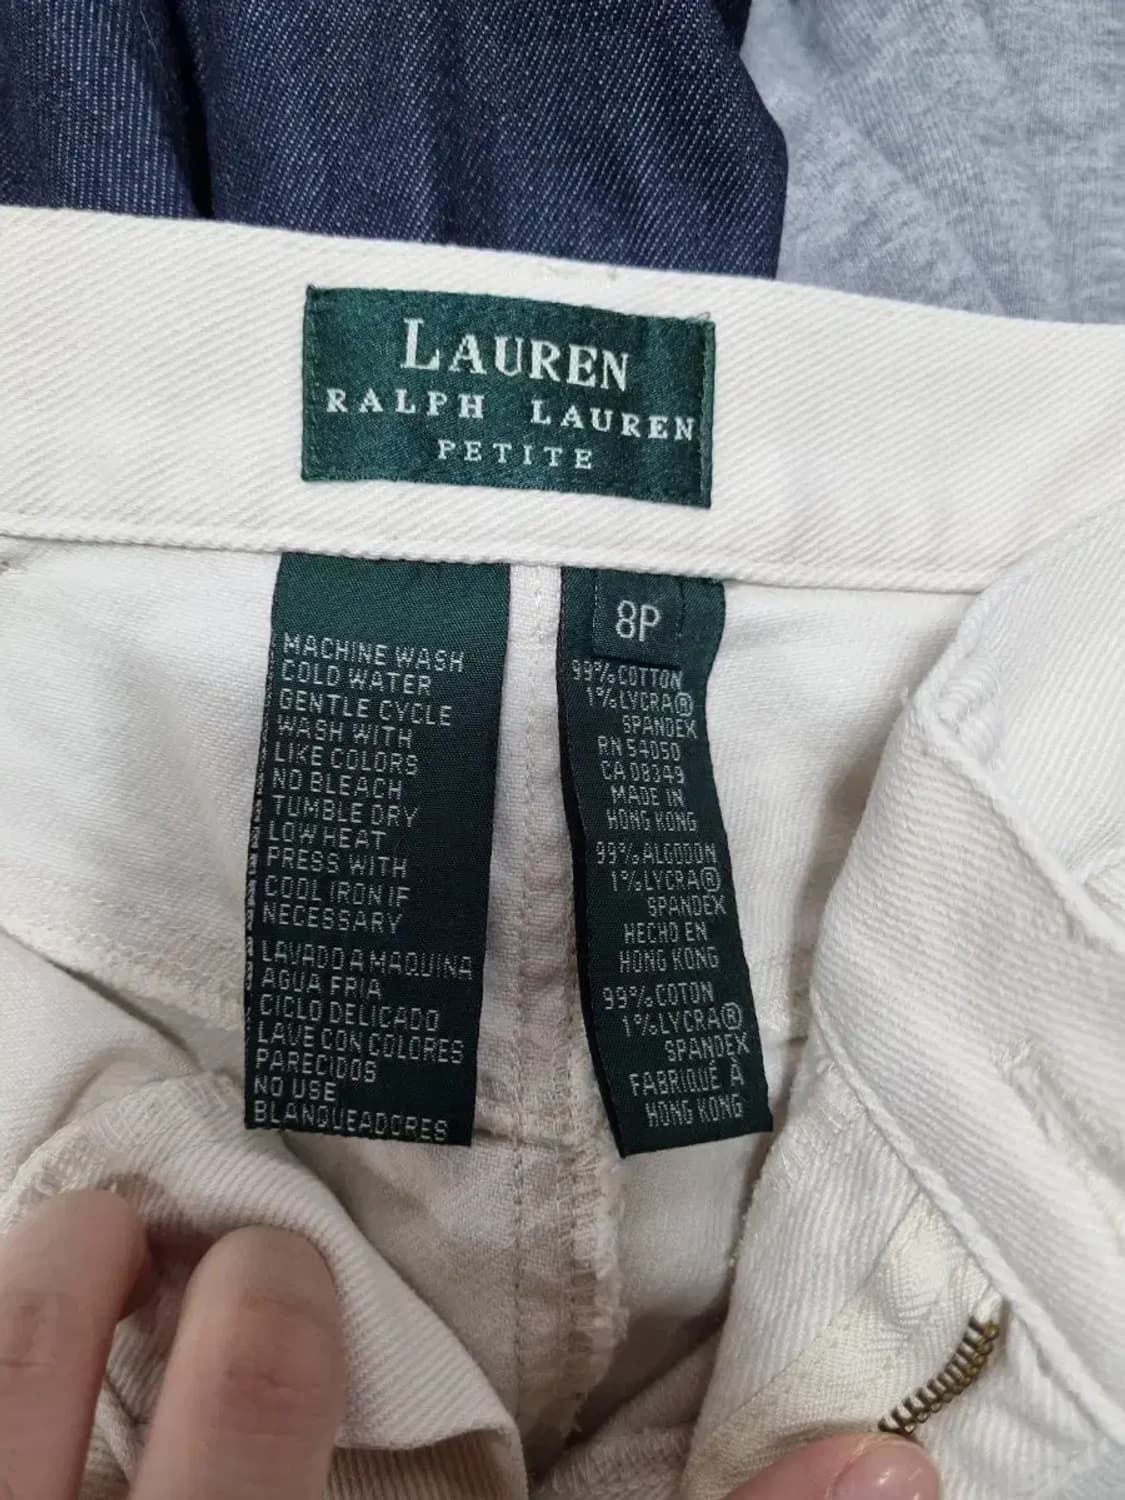 LAUREN
RALPH LAUREN
PETITE
MACHINE WASH
COLD WATER
GENTLE CYCLE
WASH WITH
LIKE COLORS
NO BLEACH
TUMBLE DRY
LOW HEAT
PRESS WITH
COOL IRON IF
NECESSARY
LAVADO A MAQUINA
AGUA FRIA
CICLO DELICADO
LAVE CON COLORES
PARECIDOS
NO USE
BLANQUEADORES
8P
99% COTTON
1% LYCRA®
SPANDEX
RN 54050
CA 08349
MADE IN
HONG KONG
99% ALGODON
1% LYCRA®
SPANDEX
HECHO EN
HONG KONG
99% COTON
1% LYCRA®
SPANDEX
FABRIQUÉ À
HONG KONG